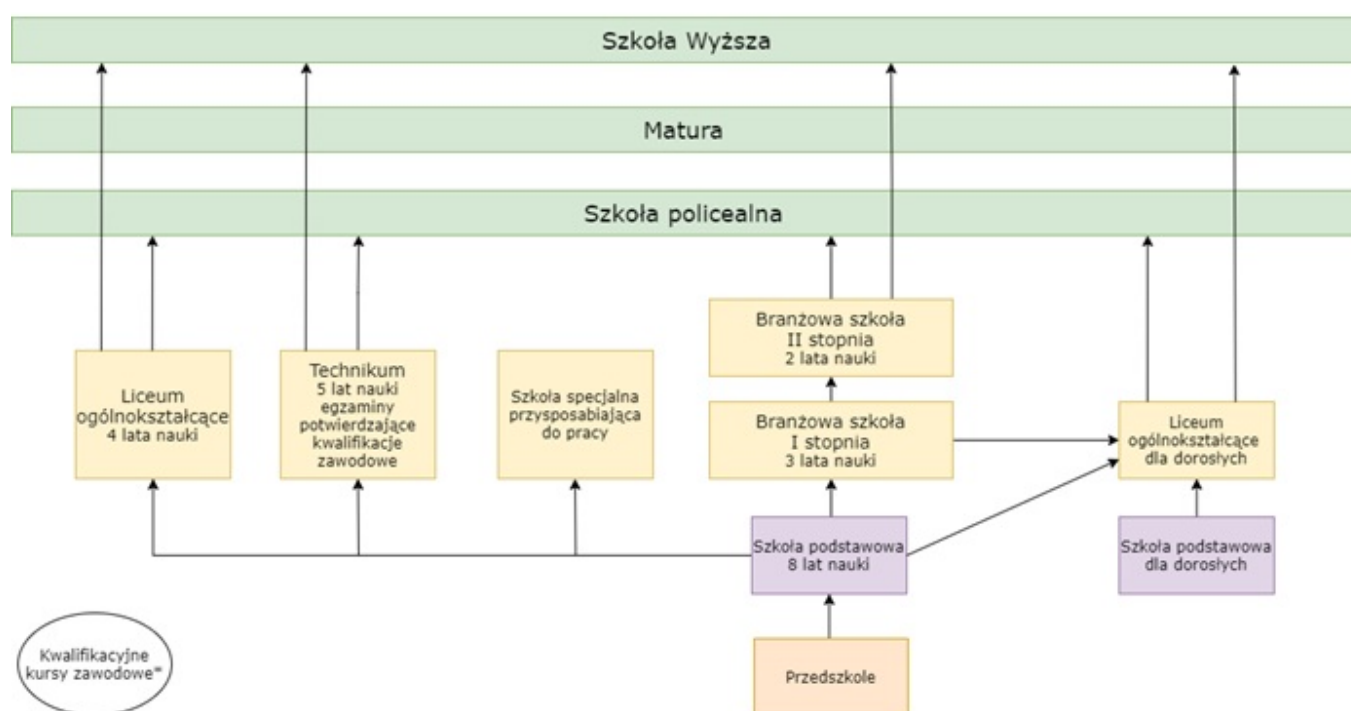 Szkoła Wyższa
Matura
Szkoła policealna
Branżowa szkoła
II stopnia
2 lata nauki
Liceum
ogólnokształcące
4 lata nauki
Technikum
5 lat nauki
egzaminy
potwierdzające
kwalifikacje
zawodowe
Szkoła specjalna
przysposabiająca
do pracy
Branżowa szkoła
I stopnia
3 lata nauki
Liceum
ogólnokształcące
dla dorosłych
Szkoła podstawowa
8 lat nauki
Szkoła podstawowa
dla dorosłych
Kwalifikacyjne
kursy zawodowe*
Przedszkole